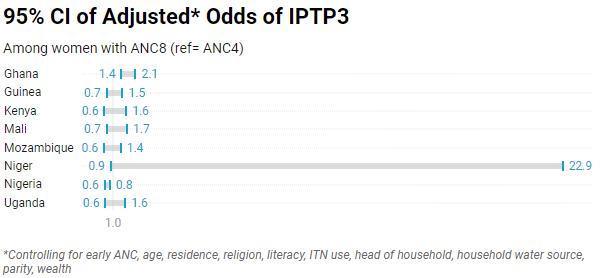 95% CI of Adjusted* Odds of IPTP3
Among women with ANC8 (ref= ANC4)
Ghana 1.4 2.1
Guinea 0.7 1.5
Kenya 0.6 1.6
Mali 0.7 1.7
Mozambique 0.6 1.4
Niger 0.9 22.9
Nigeria 0.6 0.8
Uganda 0.6 1.6
1.0
*Controlling for early ANC, age, residence, religion, literacy, ITN use, head of household, household water source,
parity, wealth